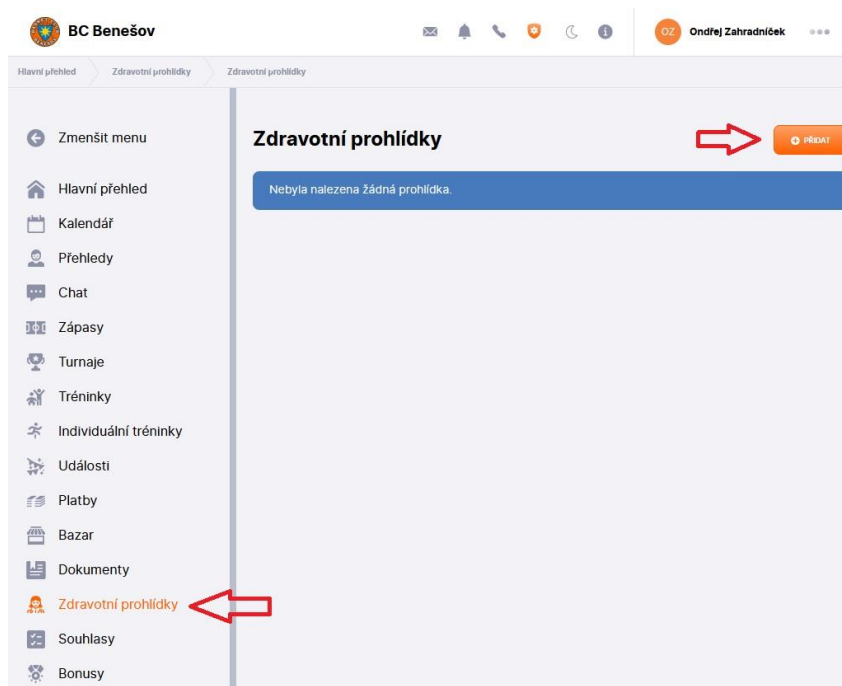 BC Benešov
OZ Ondřej Zahradníček
Hlavní přehled Zdravotní prohlídky Zdravotní prohlídky
Zmenšit menu
Zdravotní prohlídky
PŘIDAT
Nebyla nalezena žádná prohlídka.
Hlavní přehled
Kalendář
Přehledy
Chat
Zápasy
Turnaje
Tréninky
Individuální tréninky
Události
Platby
Bazar
Dokumenty
Zdravotní prohlídky
Souhlasy
Bonusy